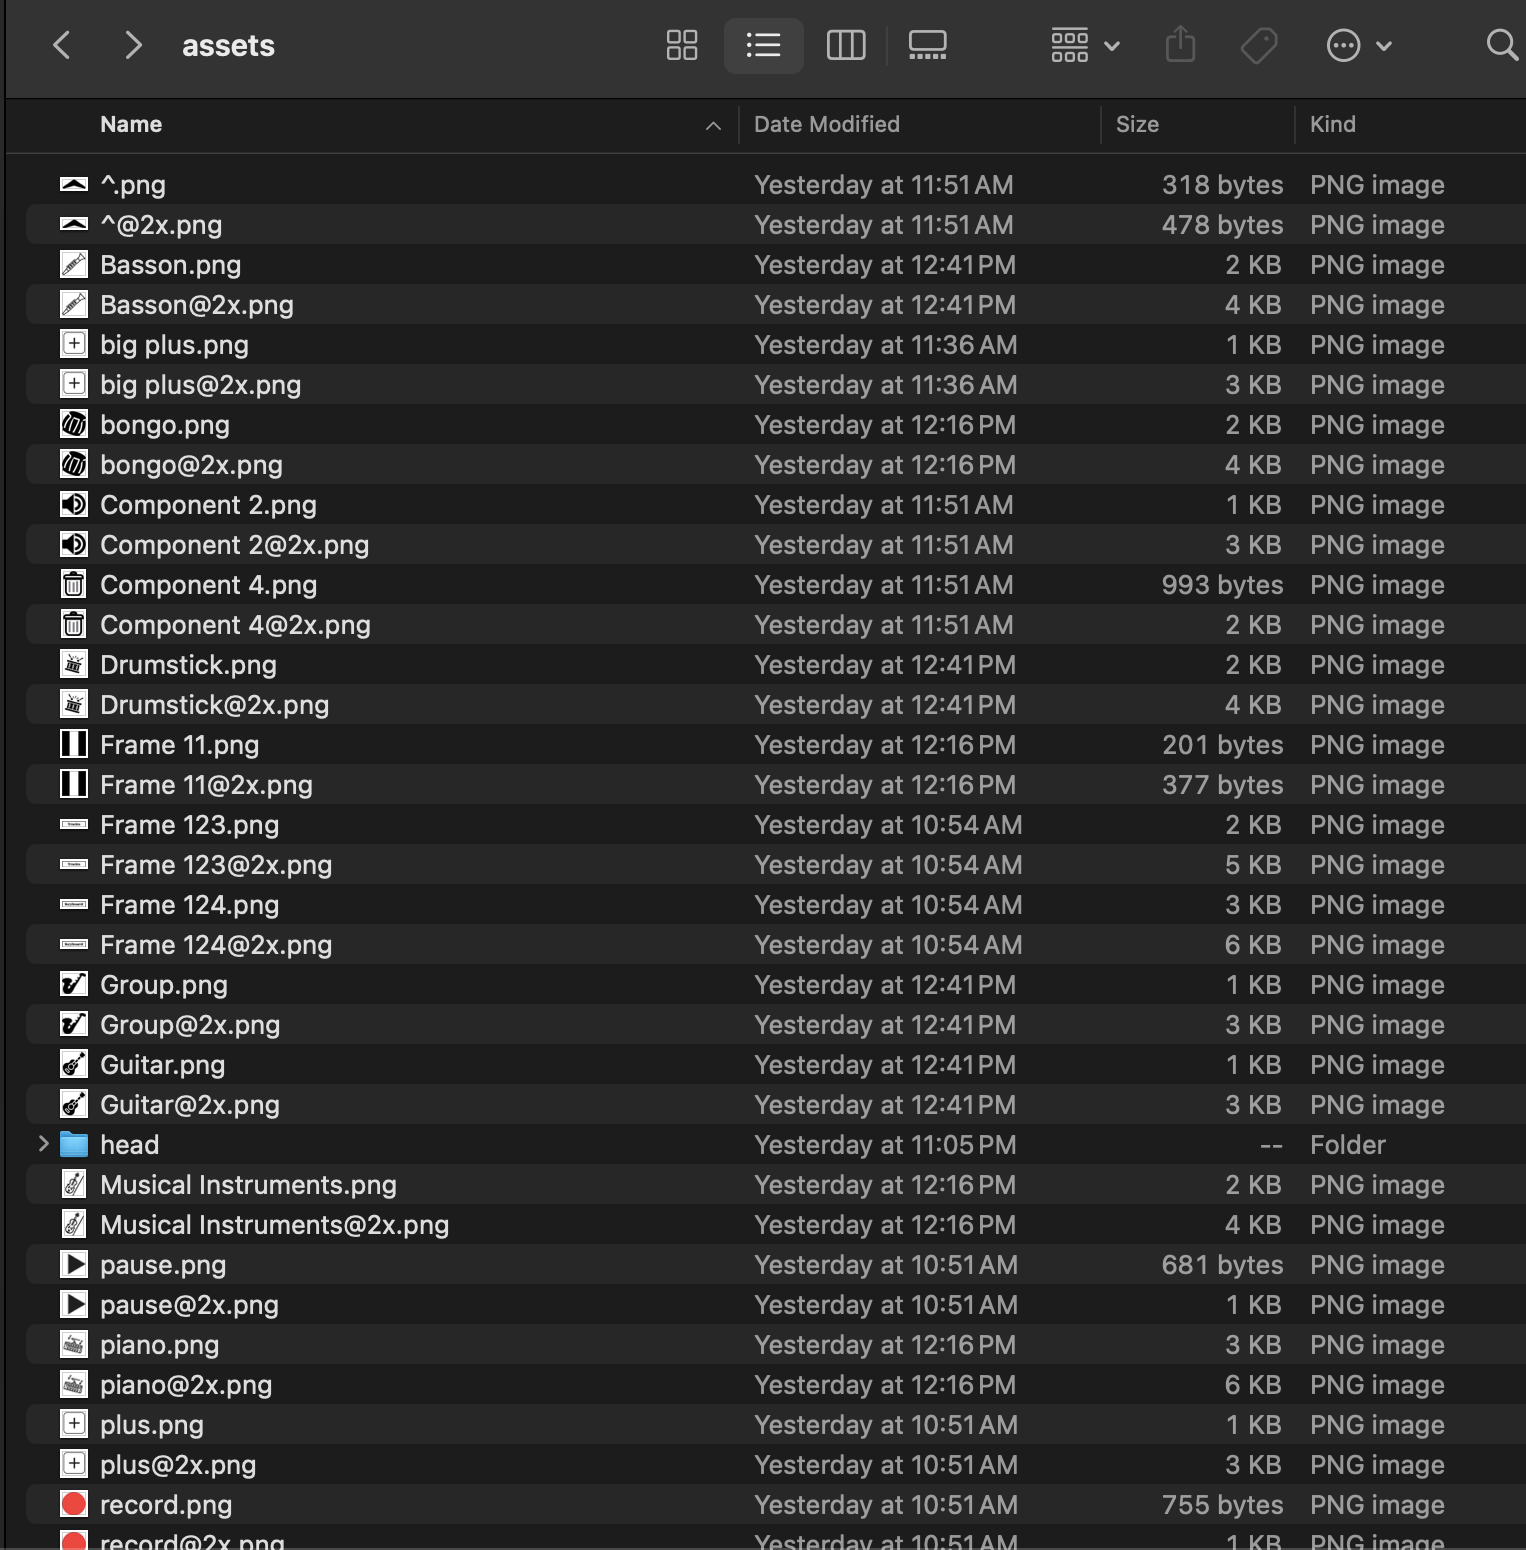 assets
Name Date Modified Size Kind
^.png Yesterday at 11:51 AM 318 bytes PNG image
^@2x.png Yesterday at 11:51 AM 478 bytes PNG image
Basson.png Yesterday at 12:41 PM 2 KB PNG image
Basson@2x.png Yesterday at 12:41 PM 4 KB PNG image
big plus.png Yesterday at 11:36 AM 1 KB PNG image
big plus@2x.png Yesterday at 11:36 AM 3 KB PNG image
bongo.png Yesterday at 12:16 PM 2 KB PNG image
bongo@2x.png Yesterday at 12:16 PM 4 KB PNG image
Component 2.png Yesterday at 11:51 AM 1 KB PNG image
Component 2@2x.png Yesterday at 11:51 AM 3 KB PNG image
Component 4.png Yesterday at 11:51 AM 993 bytes PNG image
Component 4@2x.png Yesterday at 11:51 AM 2 KB PNG image
Drumstick.png Yesterday at 12:41 PM 2 KB PNG image
Drumstick@2x.png Yesterday at 12:41 PM 4 KB PNG image
Frame 11.png Yesterday at 12:16 PM 201 bytes PNG image
Frame 11@2x.png Yesterday at 12:16 PM 377 bytes PNG image
Frame 123.png Yesterday at 10:54 AM 2 KB PNG image
Frame 123@2x.png Yesterday at 10:54 AM 5 KB PNG image
Frame 124.png Yesterday at 10:54 AM 3 KB PNG image
Frame 124@2x.png Yesterday at 10:54 AM 6 KB PNG image
Group.png Yesterday at 12:41 PM 1 KB PNG image
Group@2x.png Yesterday at 12:41 PM 3 KB PNG image
Guitar.png Yesterday at 12:41 PM 1 KB PNG image
Guitar@2x.png Yesterday at 12:41 PM 3 KB PNG image
head Yesterday at 11:05 PM -- Folder
Musical Instruments.png Yesterday at 12:16 PM 2 KB PNG image
Musical Instruments@2x.png Yesterday at 12:16 PM 4 KB PNG image
pause.png Yesterday at 10:51 AM 681 bytes PNG image
pause@2x.png Yesterday at 10:51 AM 1 KB PNG image
piano.png Yesterday at 12:16 PM 3 KB PNG image
piano@2x.png Yesterday at 12:16 PM 6 KB PNG image
plus.png Yesterday at 10:51 AM 1 KB PNG image
plus@2x.png Yesterday at 10:51 AM 3 KB PNG image
record.png Yesterday at 10:51 AM 755 bytes PNG image
record@2x.png Yesterday at 10:51 AM 1 KB PNG image